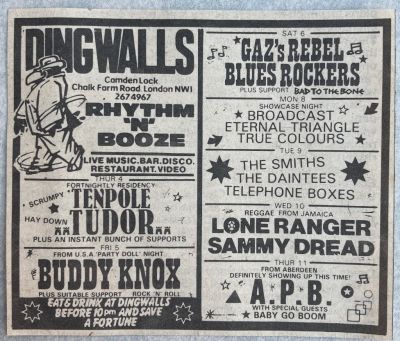 DINGWALLS
Camden Lock
Chalk Farm Road, London NW1
2674967
RHYTHM
'N'
BOOZE
LIVE MUSIC.BAR.DISCO.
RESTAURANT.VIDEO
THUR 4
FORTNIGHTLY RESIDENCY
SCRUMPY
TENPOLE
HAY DOWN
TUDOR
PLUS AN INSTANT BUNCH OF SUPPORTS
FRI 5
FROM U.S.A. 'PARTY DOLL' NIGHT
BUDDY KNOX
PLUS SUITABLE SUPPORT ROCK 'N' ROLL
EAT & DRINK AT DINGWALLS
BEFORE 10PM AND SAVE
A FORTUNE
SAT 6
GAZ'S REBEL
BLUES ROCKERS
PLUS SUPPORT BAD TO THE BONE
MON 8
SHOWCASE NIGHT
BROADCAST
ETERNAL TRIANGLE
TRUE COLOURS
TUE 9
THE SMITHS
THE DAINTEES
TELEPHONE BOXES
WED 10
REGGAE FROM JAMAICA
LONE RANGER
SAMMY DREAD
THUR 11
FROM ABERDEEN
DEFINITELY SHOWING UP THIS TIME!
A.P.B.
WITH SPECIAL GUESTS
BABY GO BOOM